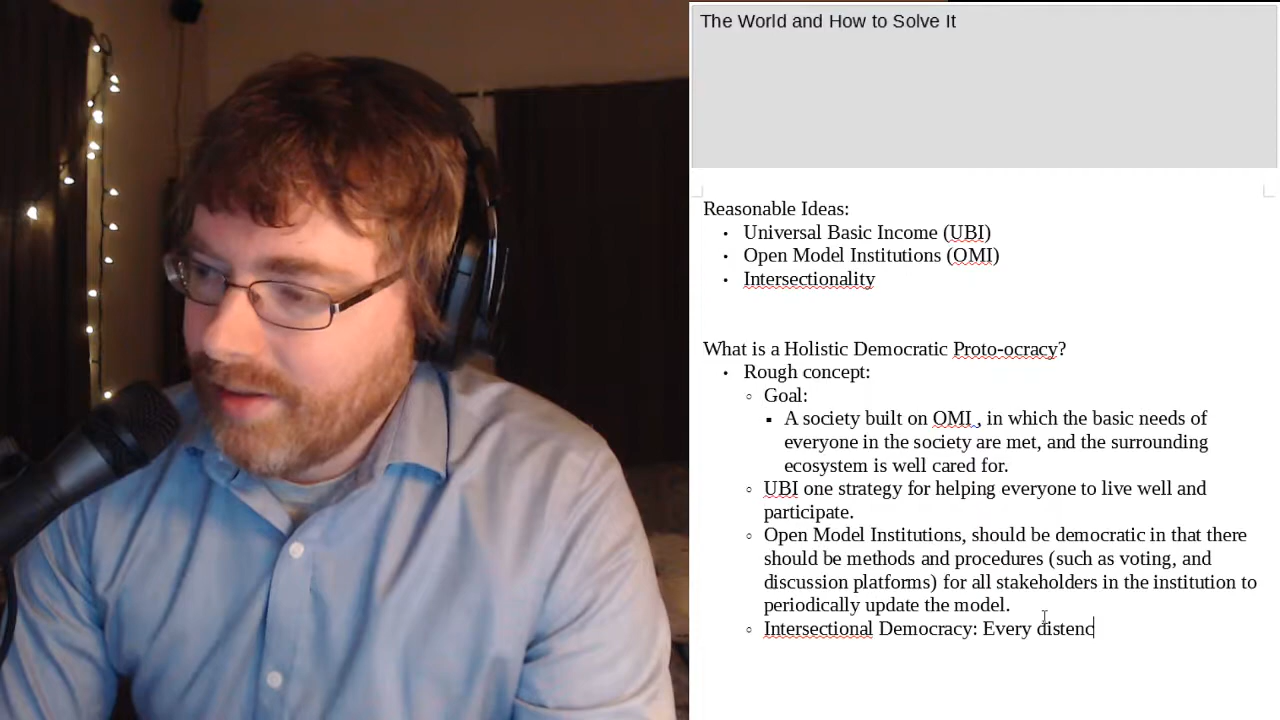 The World and How to Solve It
Reasonable Ideas:
Universal Basic Income (UBI)
Open Model Institutions (OMI)
Intersectionality
What is a Holistic Democratic Proto-ocracy?
Rough concept:
Goal:
A society built on OMI , in which the basic needs of
everyone in the society are met, and the surrounding
ecosystem is well cared for.
UBI one strategy for helping everyone to live well and
participate.
Open Model Institutions, should be democratic in that there
should be methods and procedures (such as voting, and
discussion platforms) for all stakeholders in the institution to
periodically update the model.
Intersectional Democracy: Every distenc